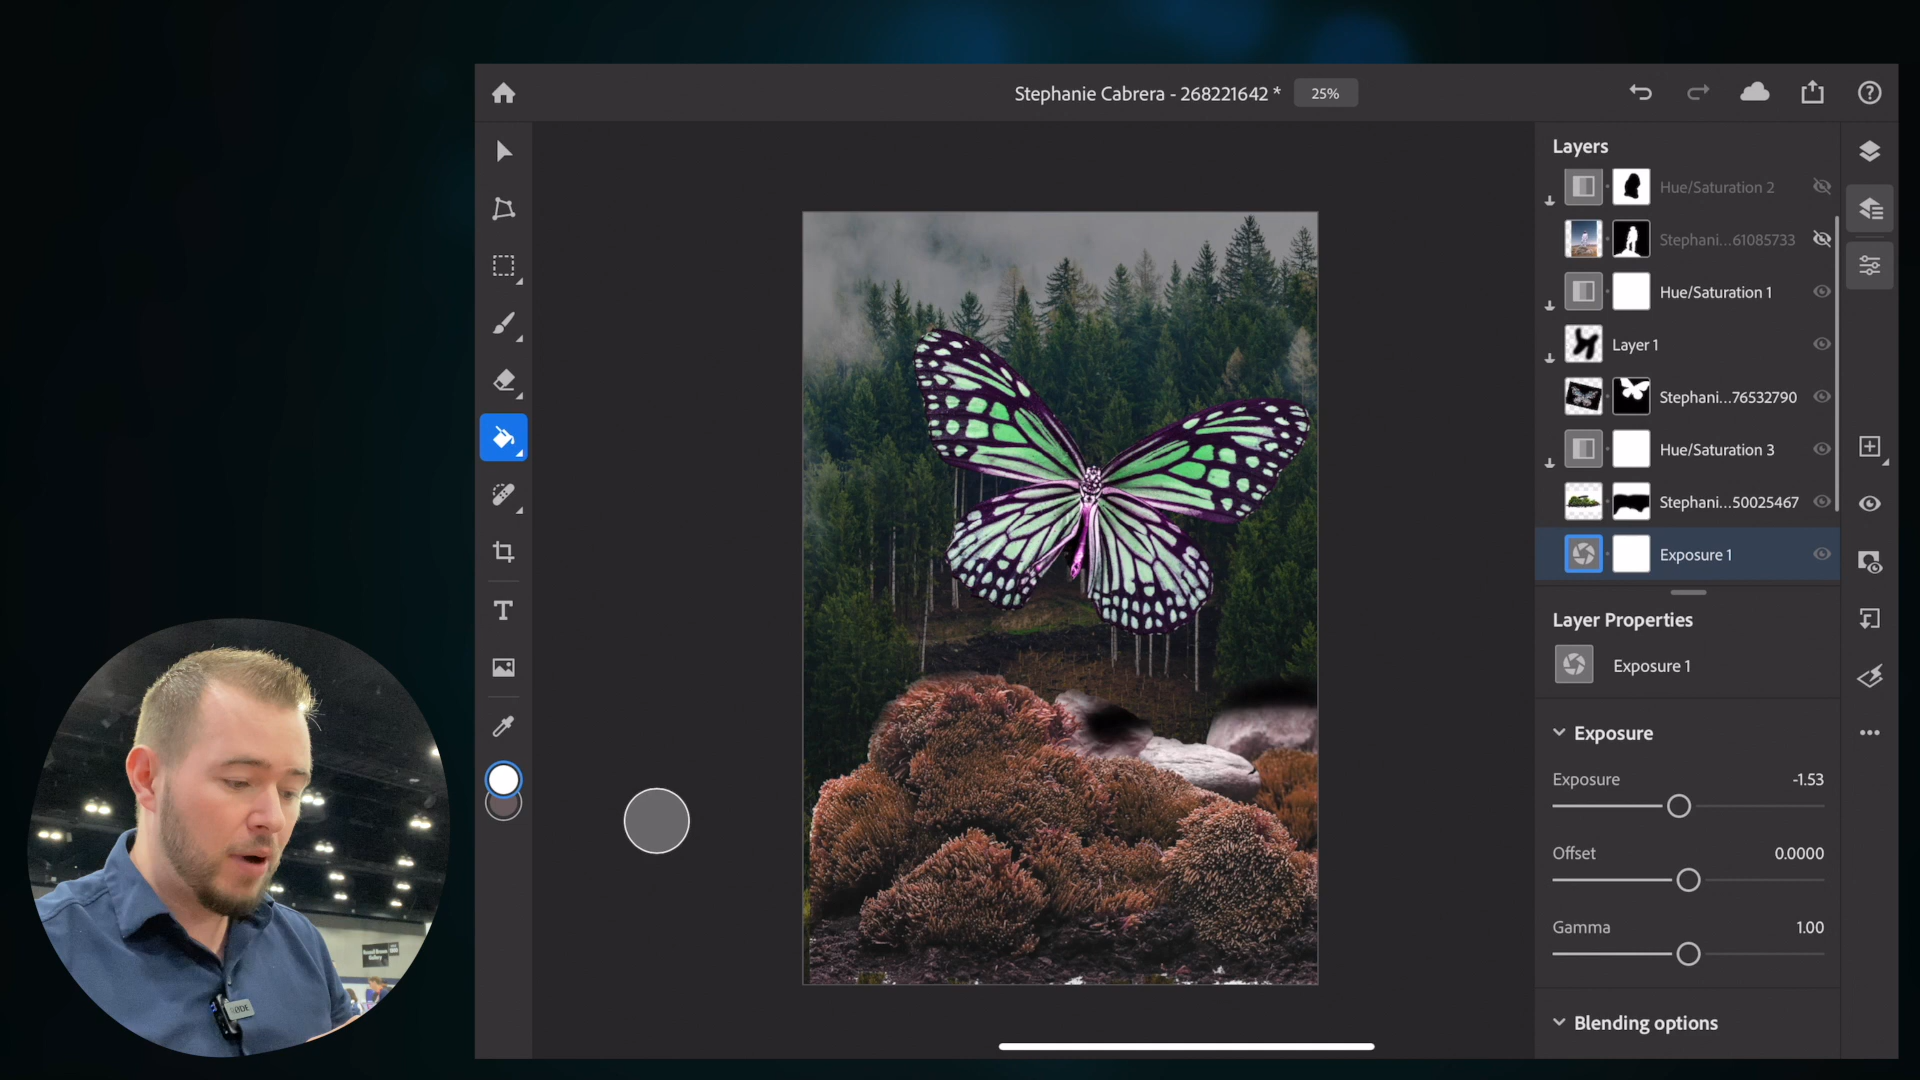 Stephanie Cabrera - 268221642 *
25%
Layers
Hue/Saturation 2
Stephani...61085733
Hue/Saturation 1
Layer 1
Stephani...76532790
Hue/Saturation 3
Stephani...50025467
Exposure 1
Layer Properties
Exposure 1
Exposure
Exposure -1.53
Offset 0.0000
Gamma 1.00
Blending options
T
RØDE